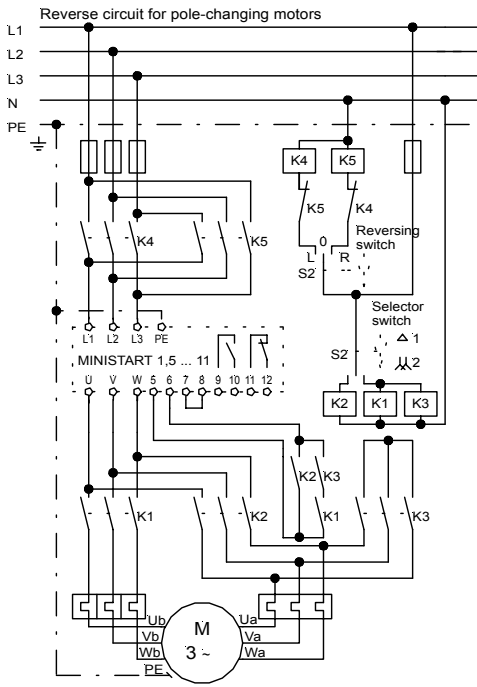 Reverse circuit for pole-changing motors
L1
L2
L3
N
PE
K4 K5
K5 K4
Reversing
switch
0
L R
S2
K4 K5
Selector
switch
1
S2
2
L1 L2 L3 PE
MINISTART 1,5 ... 11
U V W 5 6 7 8 9 10 11 12
K2 K1 K3
K2 K3
K1 K2 K1 K3
Ub Ua
M
Vb Va
3 ~
Wb Wa
PE